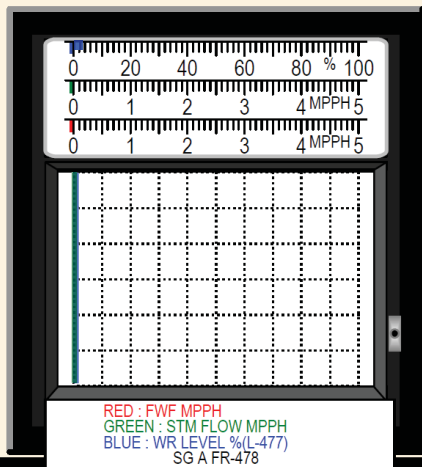 0 20 40 60 80 % 100
0 1 2 3 4 MPPH 5
0 1 2 3 4 MPPH 5
RED : FWF MPPH
GREEN : STM FLOW MPPH
BLUE : WR LEVEL %(L-477)
SG A FR-478